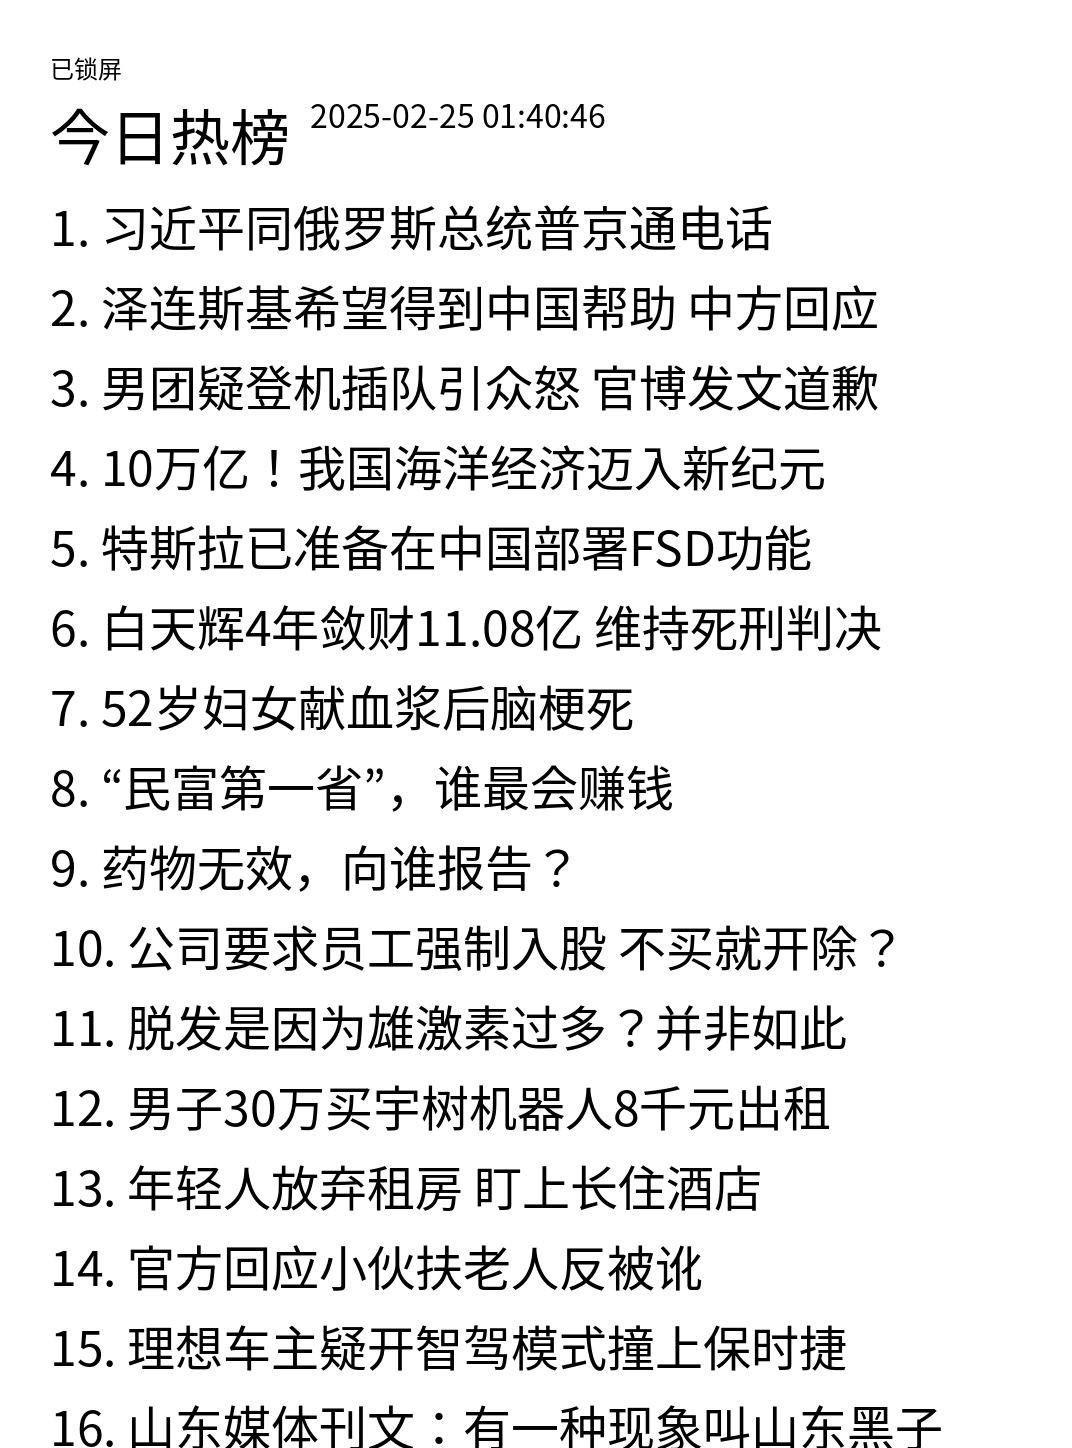 已锁屏
今日热榜 2025-02-25 01:40:46
1. 习近平同俄罗斯总统普京通电话
2. 泽连斯基希望得到中国帮助 中方回应
3. 男团疑登机插队引众怒 官博发文道歉
4. 10万亿！我国海洋经济迈入新纪元
5. 特斯拉已准备在中国部署FSD功能
6. 白天辉4年敛财11.08亿 维持死刑判决
7. 52岁妇女献血浆后脑梗死
8. “民富第一省”，谁最会赚钱
9. 药物无效，向谁报告？
10. 公司要求员工强制入股 不买就开除？
11. 脱发是因为雄激素过多？并非如此
12. 男子30万买宇树机器人8千元出租
13. 年轻人放弃租房 盯上长住酒店
14. 官方回应小伙扶老人反被讹
15. 理想车主疑开智驾模式撞上保时捷
16. 山东媒体刊文：有一种现象叫山东黑子